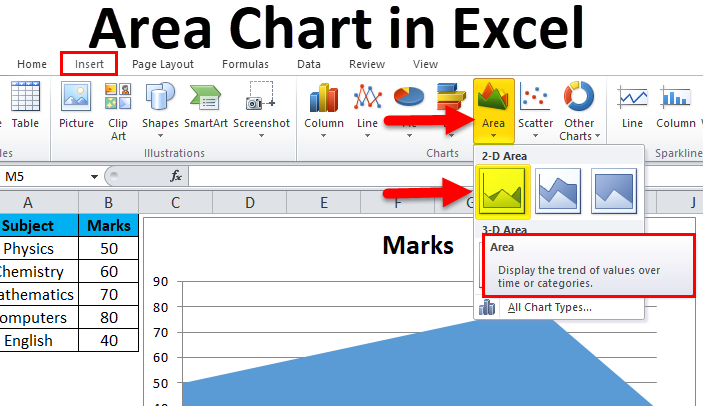 Area Chart in Excel
Home Insert Page Layout Formulas Data Review View
Table Picture Clip Art Shapes SmartArt Screenshot Column Line Area Scatter Other Charts Line Column
Illustrations Charts Sparkline
2-D Area
M5 fx
A B C D E F G J
Subject Marks
Physics 50
Chemistry 60
athematics 70
omputers 80
English 40
Marks
3-D Area
Area
Display the trend of values over
time or categories.
All Chart Types...
90
80
70
60
50